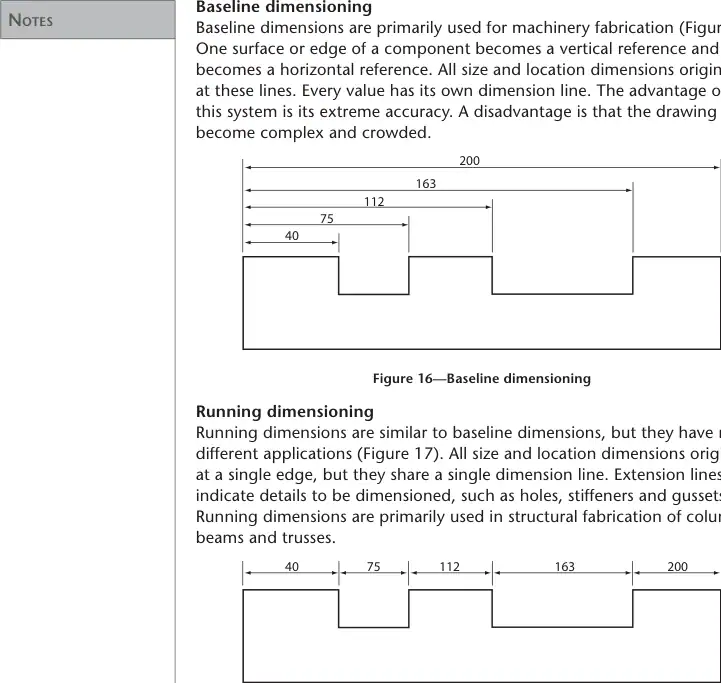 NOTES
Baseline dimensioning
Baseline dimensions are primarily used for machinery fabrication (Figur
One surface or edge of a component becomes a vertical reference and
becomes a horizontal reference. All size and location dimensions origin
at these lines. Every value has its own dimension line. The advantage o
this system is its extreme accuracy. A disadvantage is that the drawing
become complex and crowded.
200
163
112
75
40
Figure 16—Baseline dimensioning
Running dimensioning
Running dimensions are similar to baseline dimensions, but they have
different applications (Figure 17). All size and location dimensions orig
at a single edge, but they share a single dimension line. Extension lines
indicate details to be dimensioned, such as holes, stiffeners and gussets
Running dimensions are primarily used in structural fabrication of colu
beams and trusses.
40 75 112 163 200